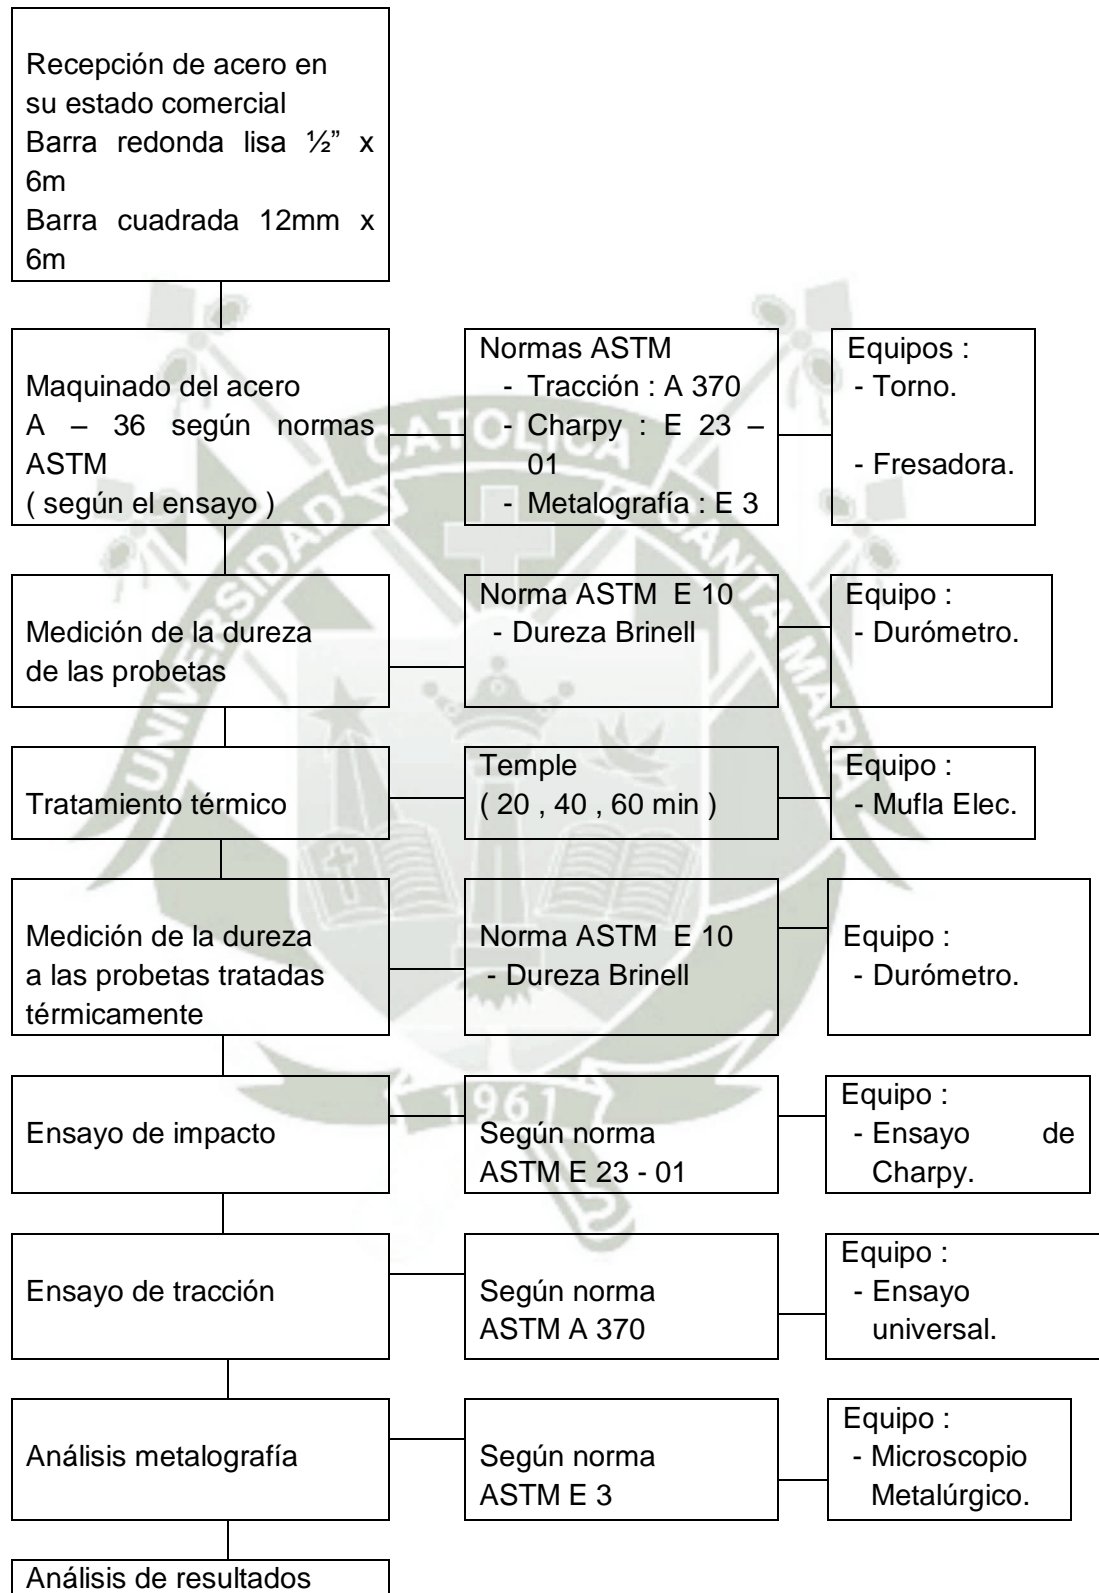 Recepción de acero en
su estado comercial
Barra redonda lisa ½” x
6m
Barra cuadrada 12mm x
6m
Maquinado del acero
A – 36 según normas
ASTM
( según el ensayo )
Normas ASTM
- Tracción : A 370
- Charpy : E 23 –
01
- Metalografía : E 3
Equipos :
- Torno.
- Fresadora.
Medición de la dureza
de las probetas
Norma ASTM E 10
- Dureza Brinell
Equipo :
- Durómetro.
Tratamiento térmico
Temple
( 20 , 40 , 60 min )
Equipo :
- Mufla Elec.
Medición de la dureza
a las probetas tratadas
térmicamente
Norma ASTM E 10
- Dureza Brinell
Equipo :
- Durómetro.
Ensayo de impacto
Según norma
ASTM E 23 - 01
Equipo :
- Ensayo de
Charpy.
Ensayo de tracción
Según norma
ASTM A 370
Equipo :
- Ensayo
universal.
Análisis metalografía
Según norma
ASTM E 3
Equipo :
- Microscopio
Metalúrgico.
Análisis de resultados
UNIVERSIDAD CATOLICA SANTA MARIA
1961